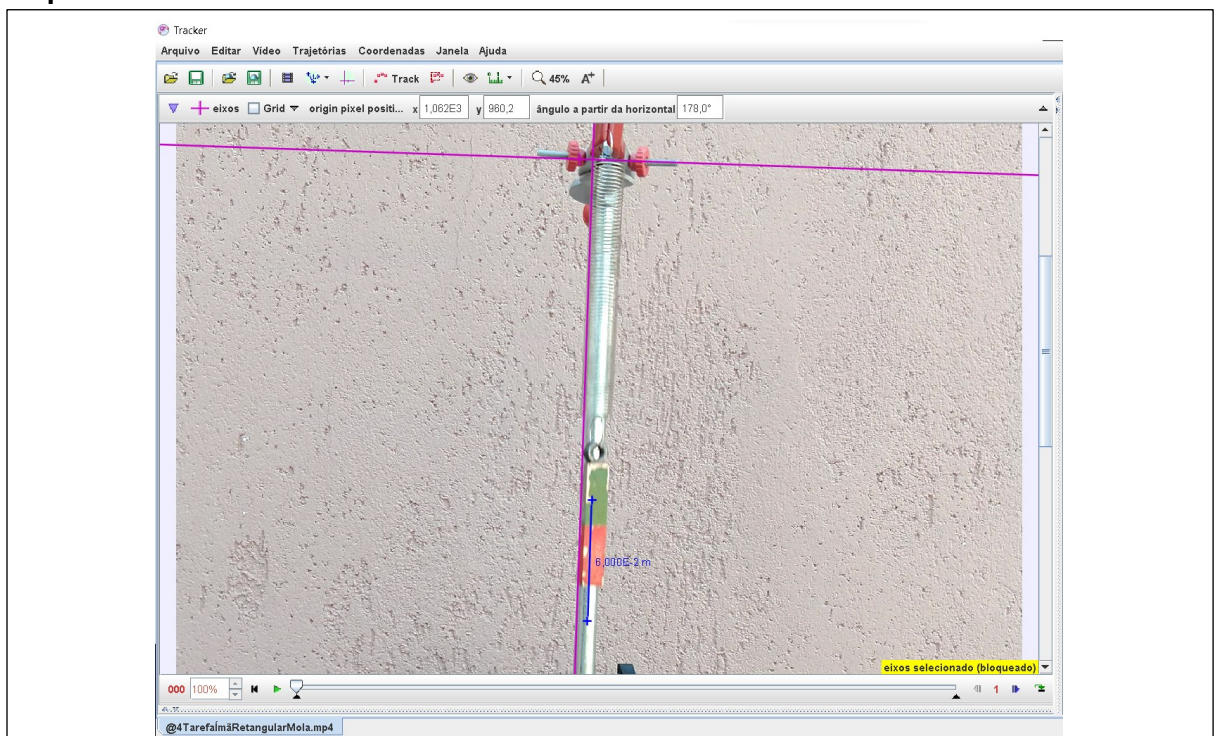 Tracker
Arquivo Editar Vídeo Trajetórias Coordenadas Janela Ajuda
Track 45% A+
eixos Grid origin pixel positi... x 1,062E3 y 960,2 ângulo a partir da horizontal 178,0°
6,000E-2 m
eixos selecionado (bloqueado)
000 100% 1
@4TarefaÍmãRetangularMola.mp4